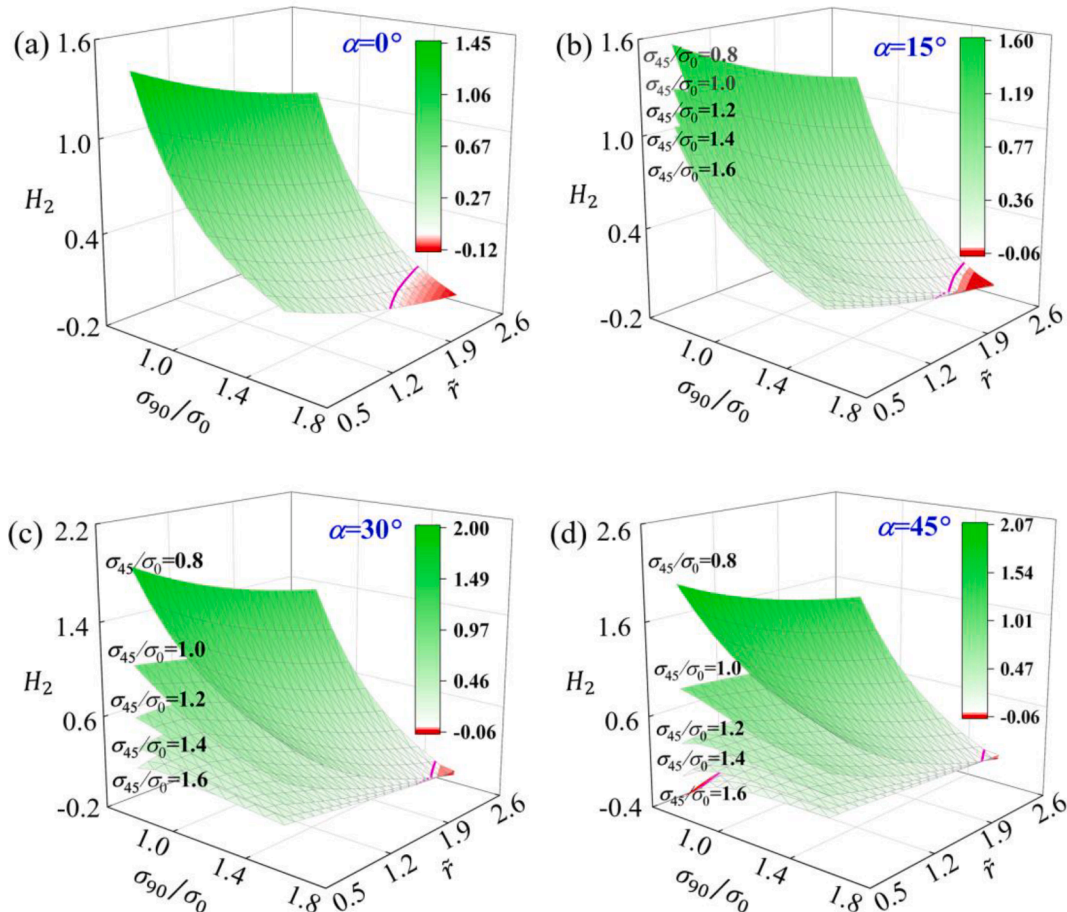 (a)
1.6
α=0°
1.45
1.06
0.67
0.27
-0.12
1.0
H₂
0.4
-0.2
1.0
1.4
1.8
σ₉₀/σ₀
0.5
1.2
1.9
2.6
r̃
(b)
1.6
α=15°
σ₄₅/σ₀=0.8
σ₄₅/σ₀=1.0
σ₄₅/σ₀=1.2
σ₄₅/σ₀=1.4
σ₄₅/σ₀=1.6
1.60
1.19
0.78
0.36
-0.06
1.0
H₂
0.4
-0.2
1.0
1.4
1.8
σ₉₀/σ₀
0.5
1.2
1.9
2.6
r̃
(c)
2.2
α=30°
σ₄₅/σ₀=0.8
σ₄₅/σ₀=1.0
σ₄₅/σ₀=1.2
σ₄₅/σ₀=1.4
σ₄₅/σ₀=1.6
2.00
1.49
0.97
0.46
-0.06
1.4
H₂
0.6
-0.2
1.0
1.4
1.8
σ₉₀/σ₀
0.5
1.2
1.9
2.6
r̃
(d)
2.6
α=45°
σ₄₅/σ₀=0.8
σ₄₅/σ₀=1.0
σ₄₅/σ₀=1.2
σ₄₅/σ₀=1.4
σ₄₅/σ₀=1.6
2.07
1.54
1.01
0.47
-0.06
1.6
H₂
0.6
-0.4
1.0
1.4
1.8
σ₉₀/σ₀
0.5
1.2
1.9
2.6
r̃